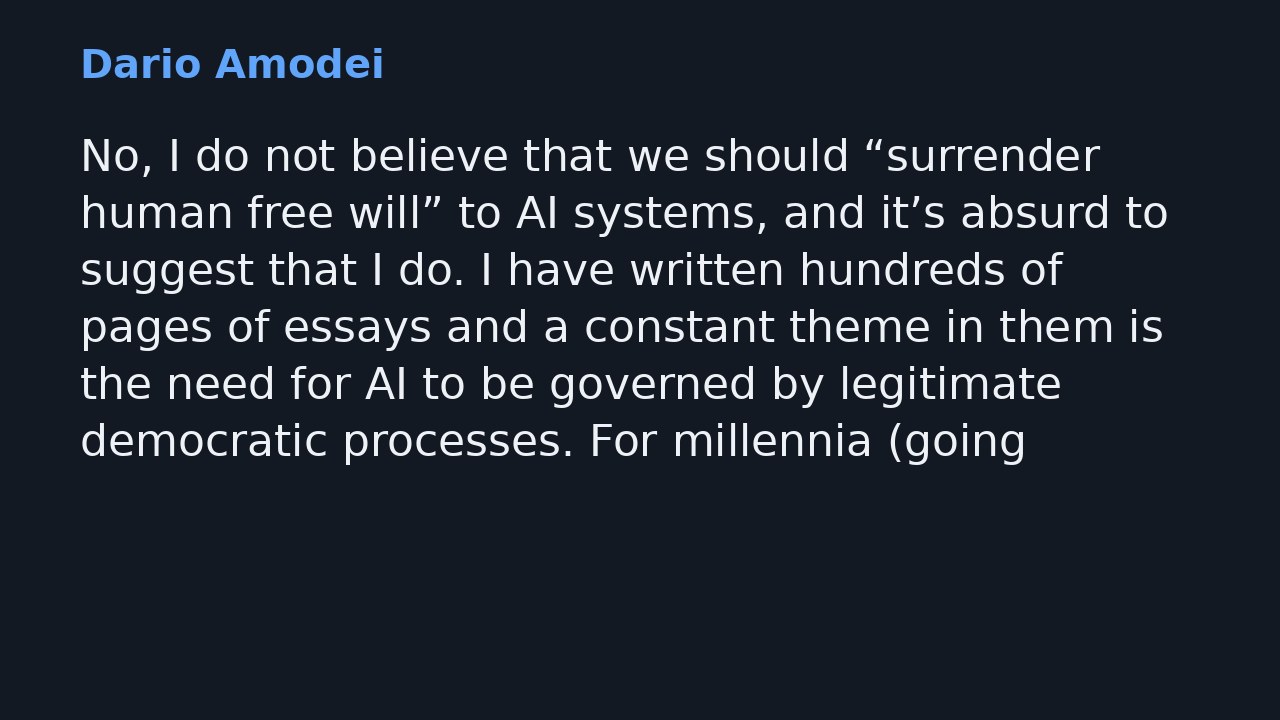 Dario Amodei
No, I do not believe that we should “surrender
human free will” to AI systems, and it’s absurd to
suggest that I do. I have written hundreds of
pages of essays and a constant theme in them is
the need for AI to be governed by legitimate
democratic processes. For millennia (going